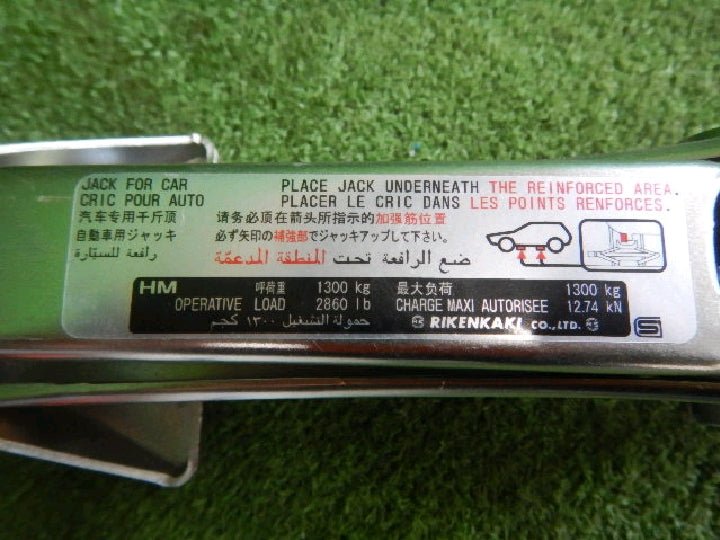 JACK FOR CAR
CRIC POUR AUTO
汽车专用千斤顶
自動車用ジャッキ
رافعة للسيّارة
PLACE JACK UNDERNEATH THE REINFORCED AREA.
PLACER LE CRIC DANS LES POINTS RENFORCES.
请务必须在箭头所指示的加强筋位置
必ず矢印の補強部でジャッキアップして下さい。
ضع الرافعة تحت المنطقة المدعمّة
HM 呼荷重 1300 kg 最大负荷 1300 kg
OPERATIVE LOAD 2860 lb CHARGE MAXI AUTORISEE 12.74 kN
حمولة التشغيل ١٣٠٠ كجم RIKENKAKI CO.,LTD.